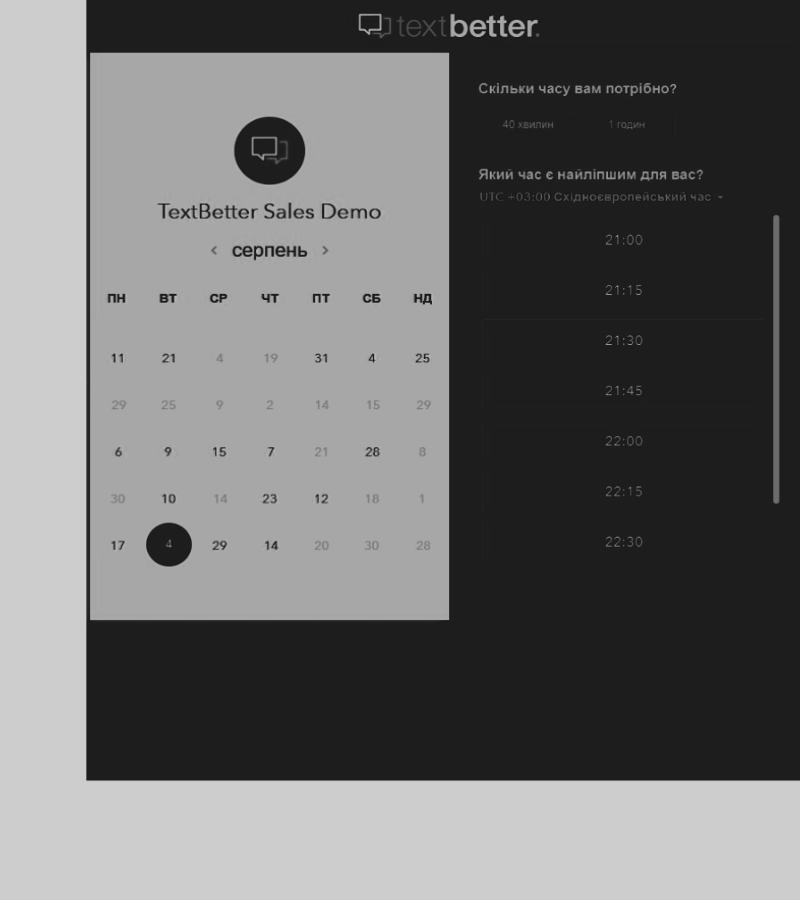 textbetter.
TextBetter Sales Demo
‹ серпень ›
ПН ВТ СР ЧТ ПТ СБ НД
11 21 4 19 31 4 25
29 25 9 2 14 15 29
6 9 15 7 21 28 8
30 10 14 23 12 18 1
17 4 29 14 20 30 28
Скільки часу вам потрібно?
40 хвилин 1 годин
Який час є найліпшим для вас?
UTC +03:00 Східноєвропейський час
21:00
21:15
21:30
21:45
22:00
22:15
22:30